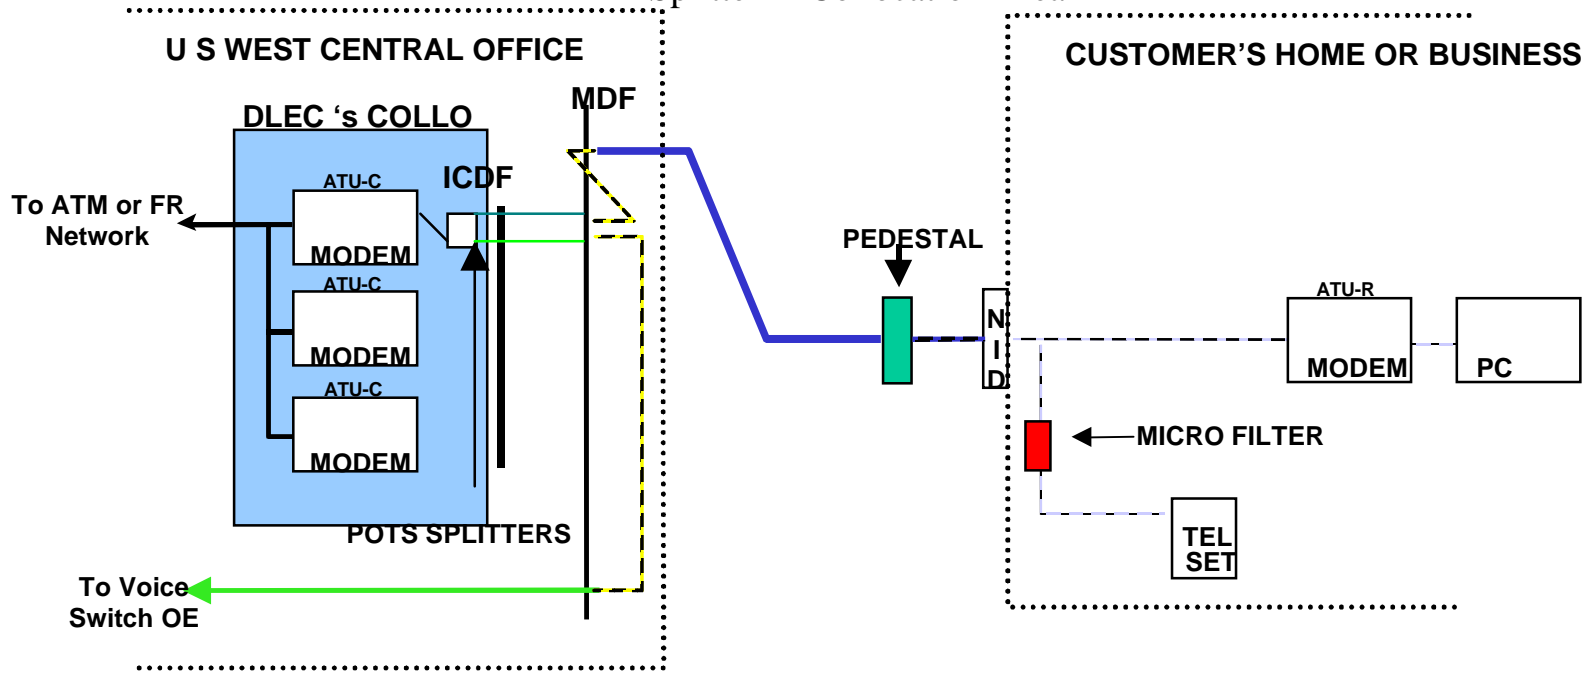 U S WEST CENTRAL OFFICE
CUSTOMER’S HOME OR BUSINESS
MDF
DLEC ‘s COLLO
ICDF
ATU-C
MODEM
ATU-C
MODEM
ATU-C
MODEM
To ATM or FR
Network
POTS SPLITTERS
To Voice
Switch OE
PEDESTAL
N
I
D
ATU-R
MODEM
PC
MICRO FILTER
TEL
SET